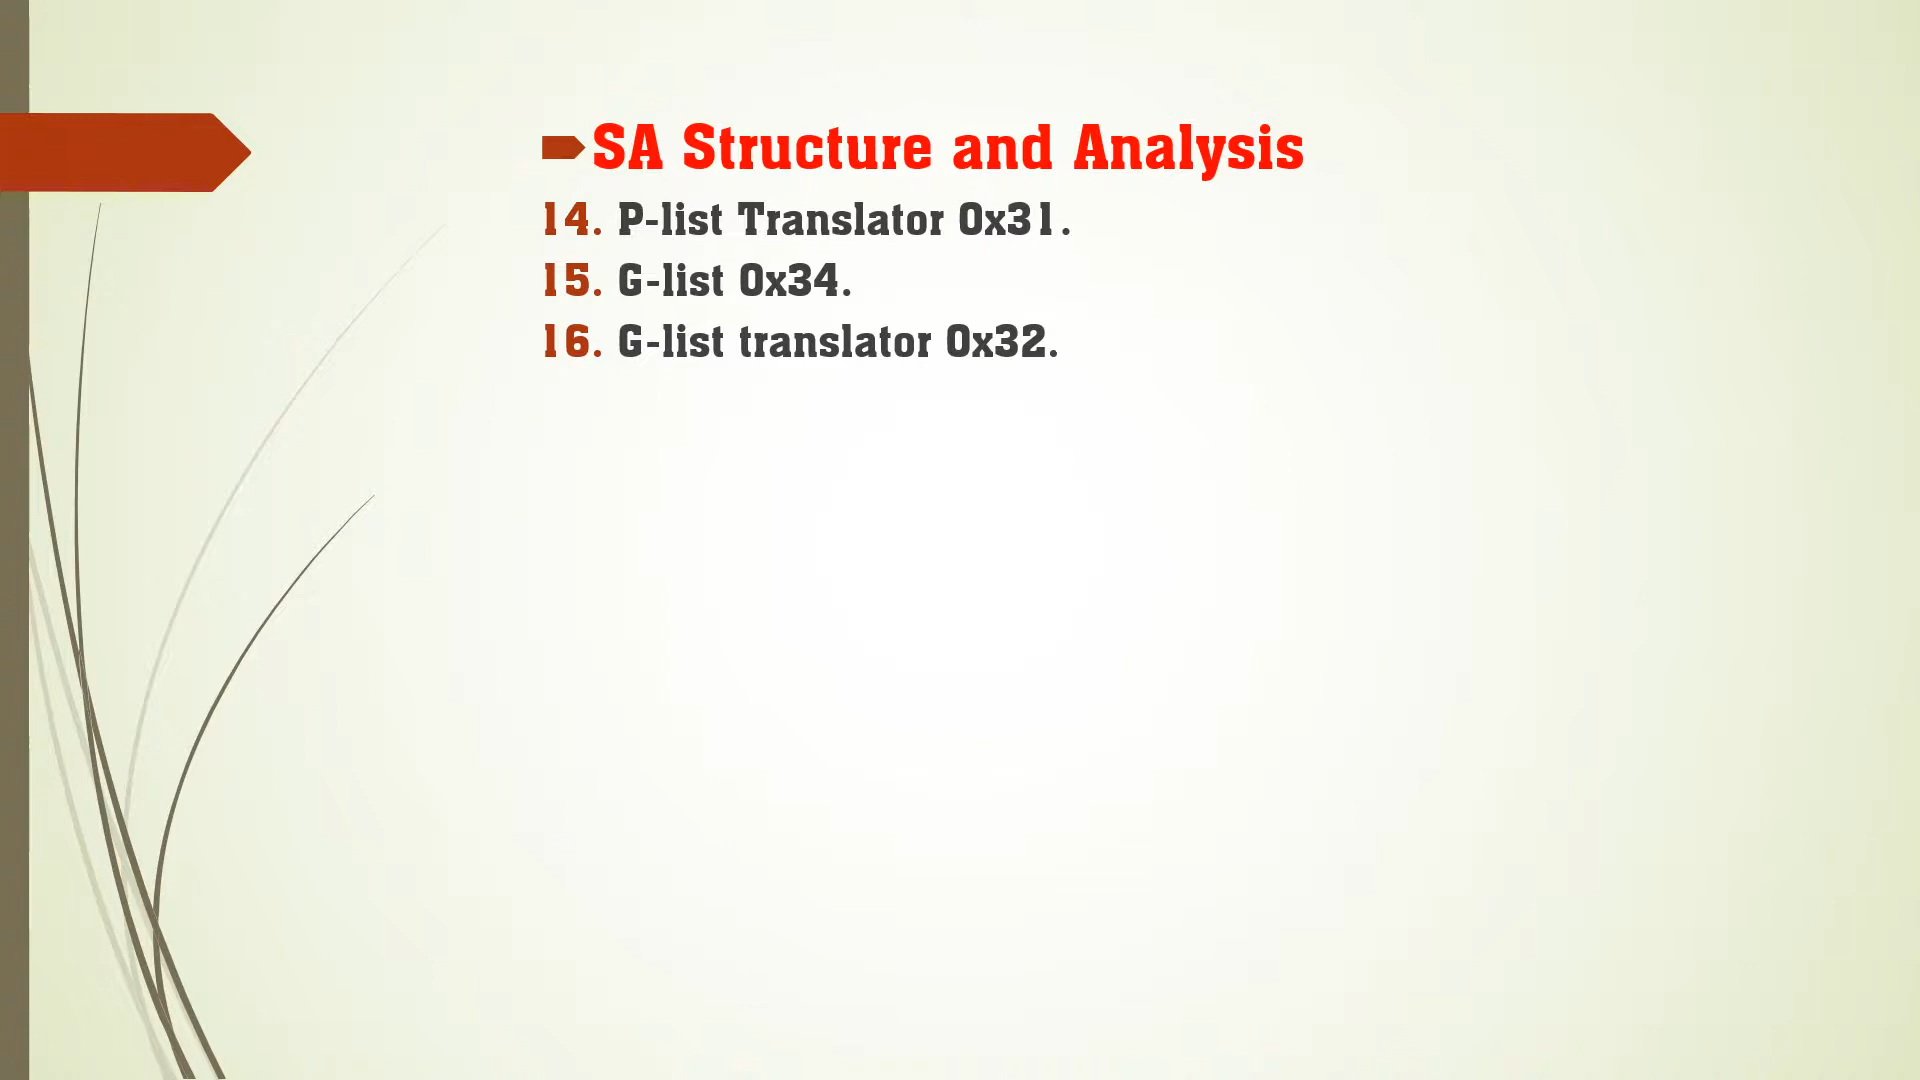 SA Structure and Analysis
14. P-list Translator 0x31.
15. G-list 0x34.
16. G-list translator 0x32.